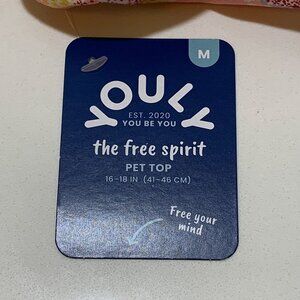 M
YOULY
EST. 2020
YOU BE YOU
the free spirit
PET TOP
16-18 IN (41-46 CM)
Free your
mind